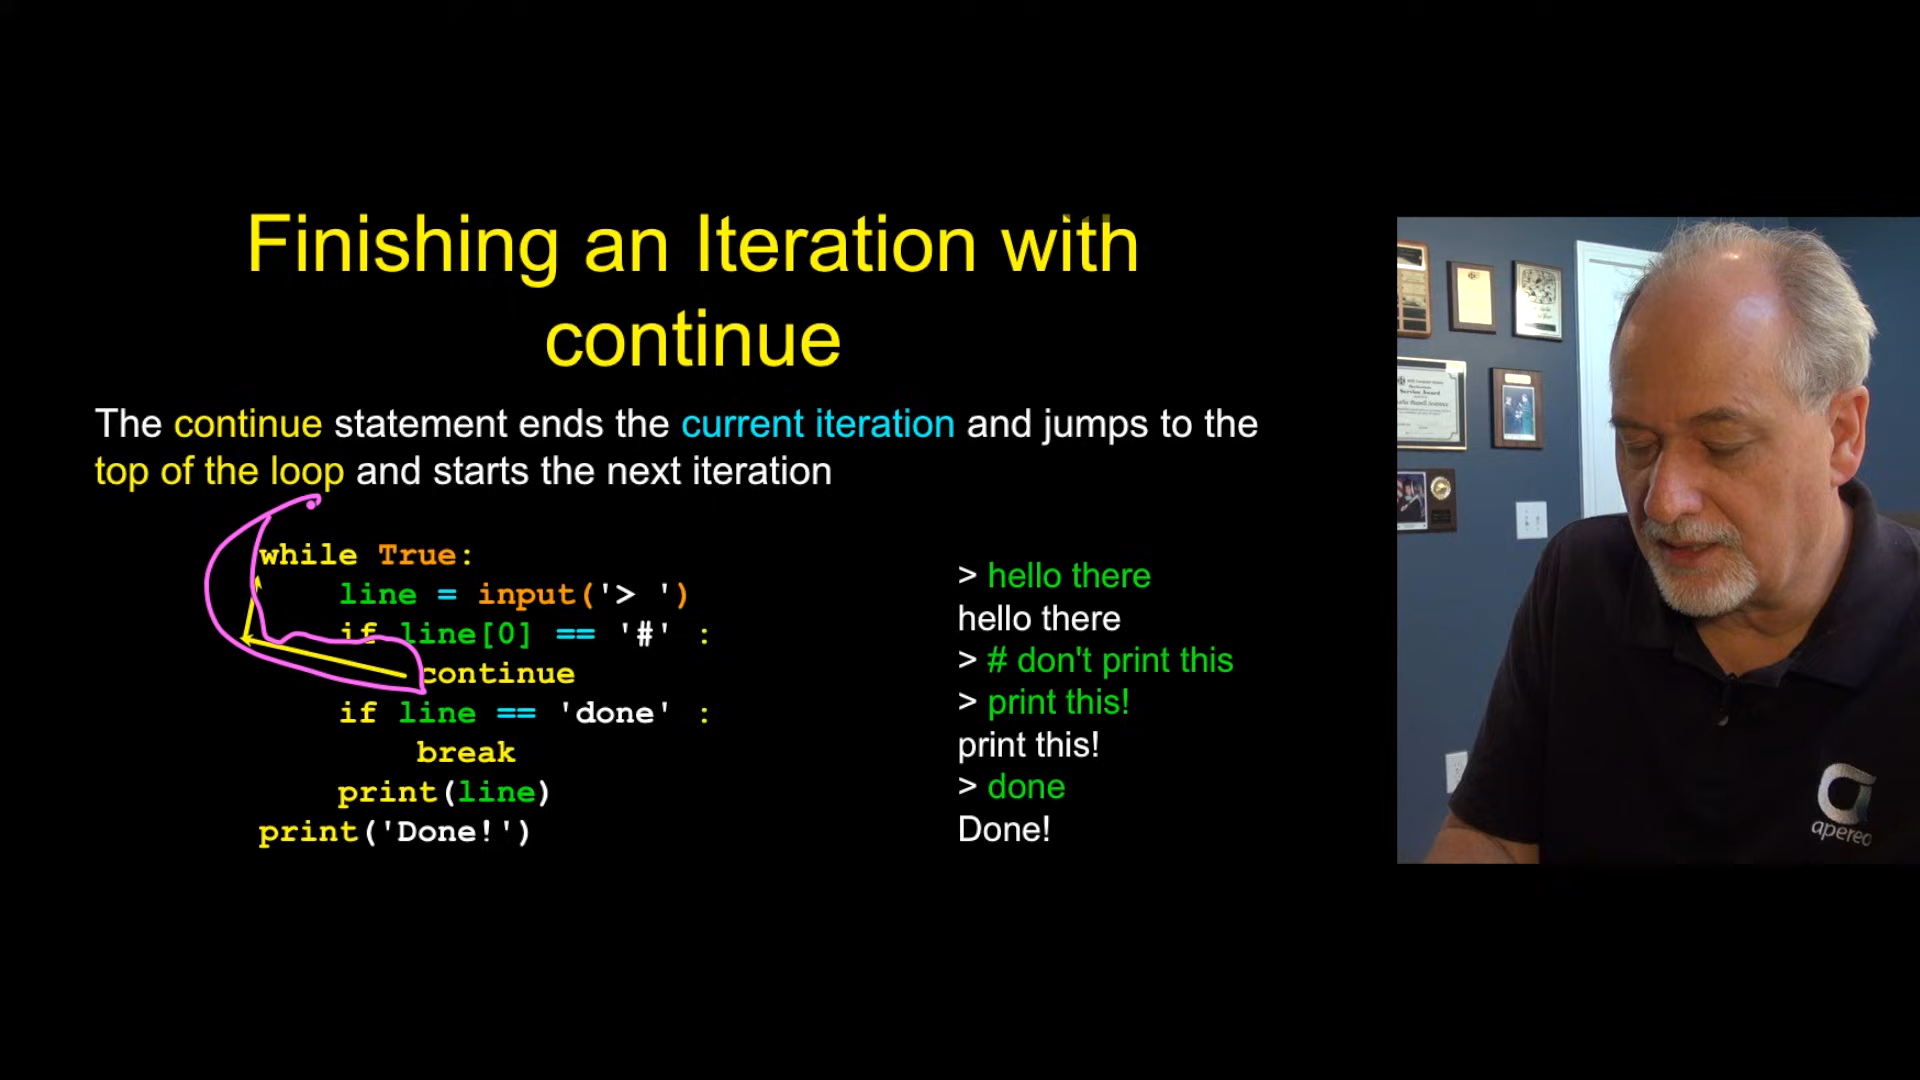 Finishing an Iteration with
continue
The continue statement ends the current iteration and jumps to the
top of the loop and starts the next iteration
while True:
    line = input('> ')
    if line[0] == '#' :
        continue
    if line == 'done' :
        break
    print(line)
print('Done!')
> hello there
hello there
> # don't print this
> print this!
print this!
> done
Done!
Service Award
apereo